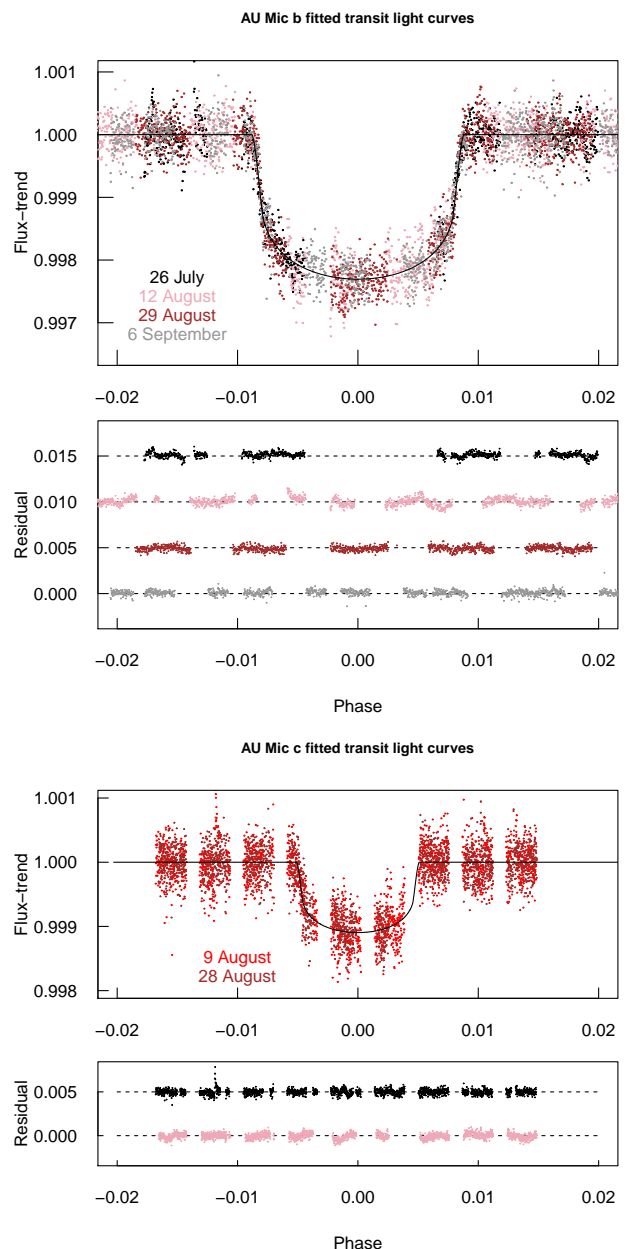 AU Mic b fitted transit light curves
1.001
1.000
0.999
0.998
0.997
Flux−trend
26 July
12 August
29 August
6 September
−0.02 −0.01 0.00 0.01 0.02
0.015
0.010
0.005
0.000
Residual
−0.02 −0.01 0.00 0.01 0.02
Phase
AU Mic c fitted transit light curves
1.001
1.000
0.999
0.998
Flux−trend
9 August
28 August
−0.02 −0.01 0.00 0.01 0.02
0.005
0.000
Residual
−0.02 −0.01 0.00 0.01 0.02
Phase